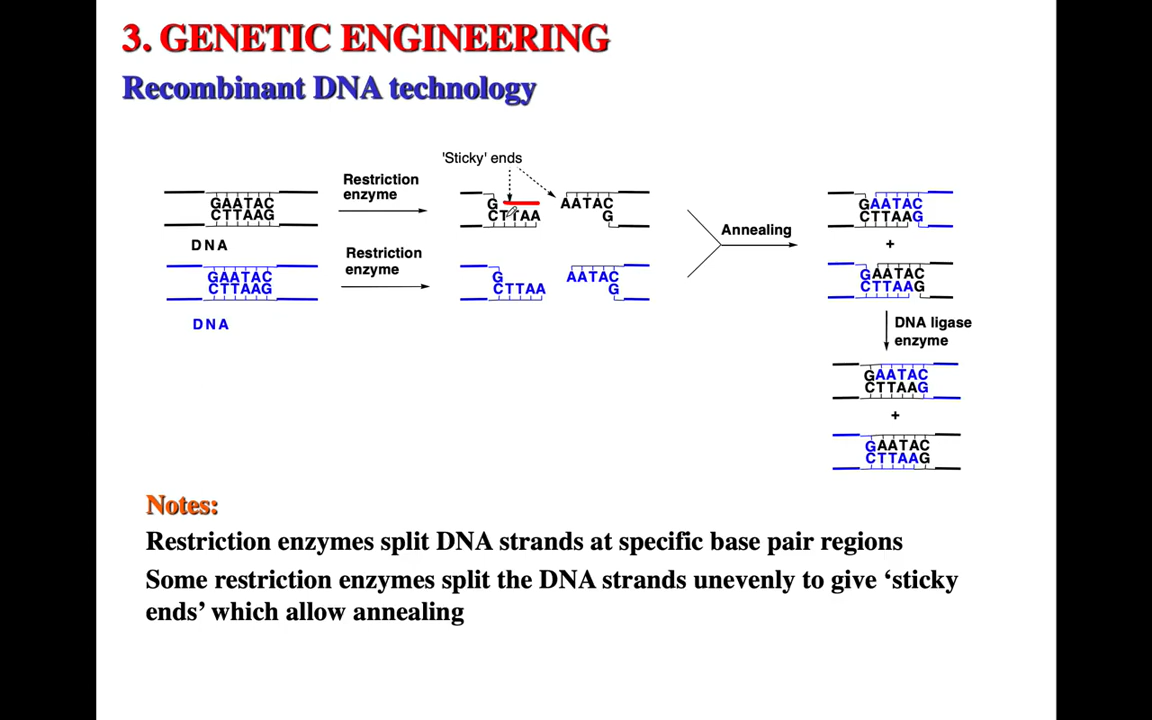 3. GENETIC ENGINEERING
Recombinant DNA technology
'Sticky' ends
Restriction
enzyme
GAATAC
CTTAAG
DNA
G
CTTAA
AATAC
G
Restriction
enzyme
GAATAC
CTTAAG
DNA
G
CTTAA
AATAC
G
Annealing
GAATAC
CTTAAG
+
GAATAC
CTTAAG
DNA ligase
enzyme
GAATAC
CTTAAG
+
GAATAC
CTTAAG
Notes:
Restriction enzymes split DNA strands at specific base pair regions
Some restriction enzymes split the DNA strands unevenly to give ‘sticky
ends’ which allow annealing